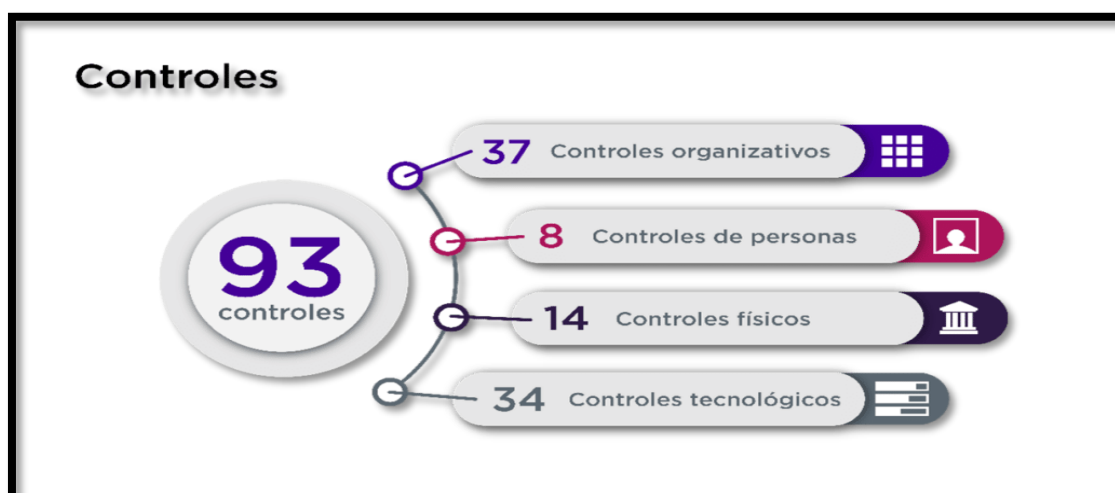 Controles
93
controles
37 Controles organizativos
8 Controles de personas
14 Controles físicos
34 Controles tecnológicos